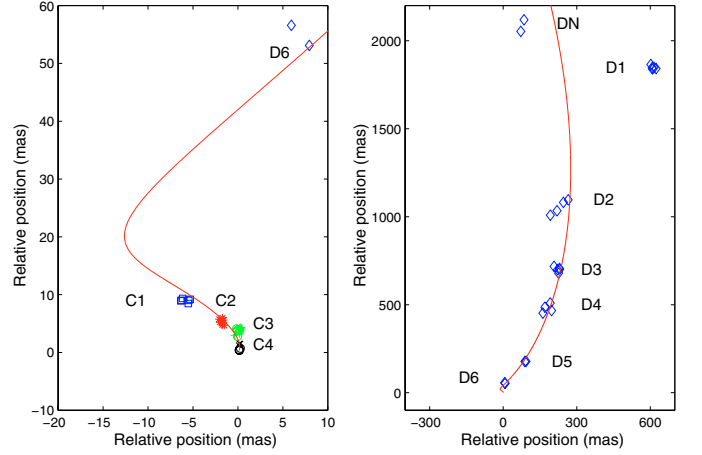 60
50
40
30
20
10
0
−10
−20
−15
−10
−5
0
5
10
Relative position (mas)
Relative position (mas)
D6
C1
C2
C3
C4
2000
1500
1000
500
0
−300
0
300
600
Relative position (mas)
Relative position (mas)
DN
D1
D2
D3
D4
D5
D6